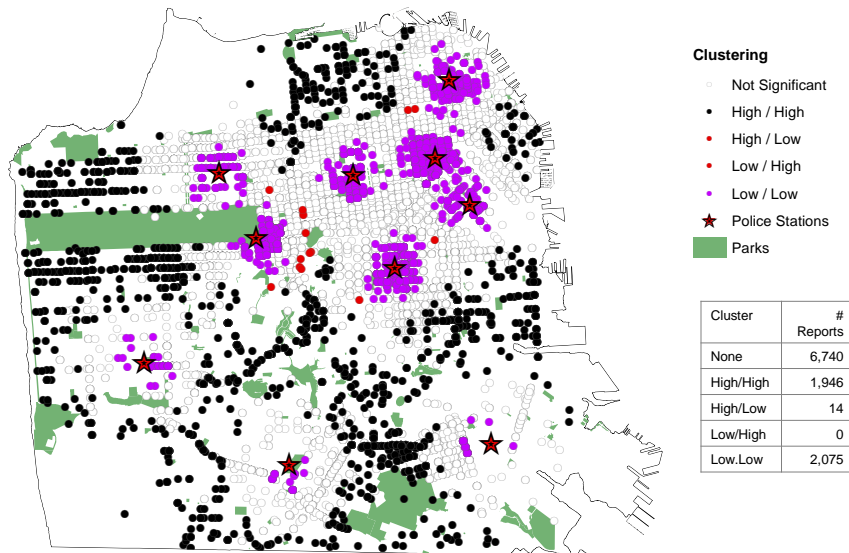 Clustering
Not Significant
High / High
High / Low
Low / High
Low / Low
Police Stations
Parks
Cluster #
Reports
None 6,740
High/High 1,946
High/Low 14
Low/High 0
Low.Low 2,075